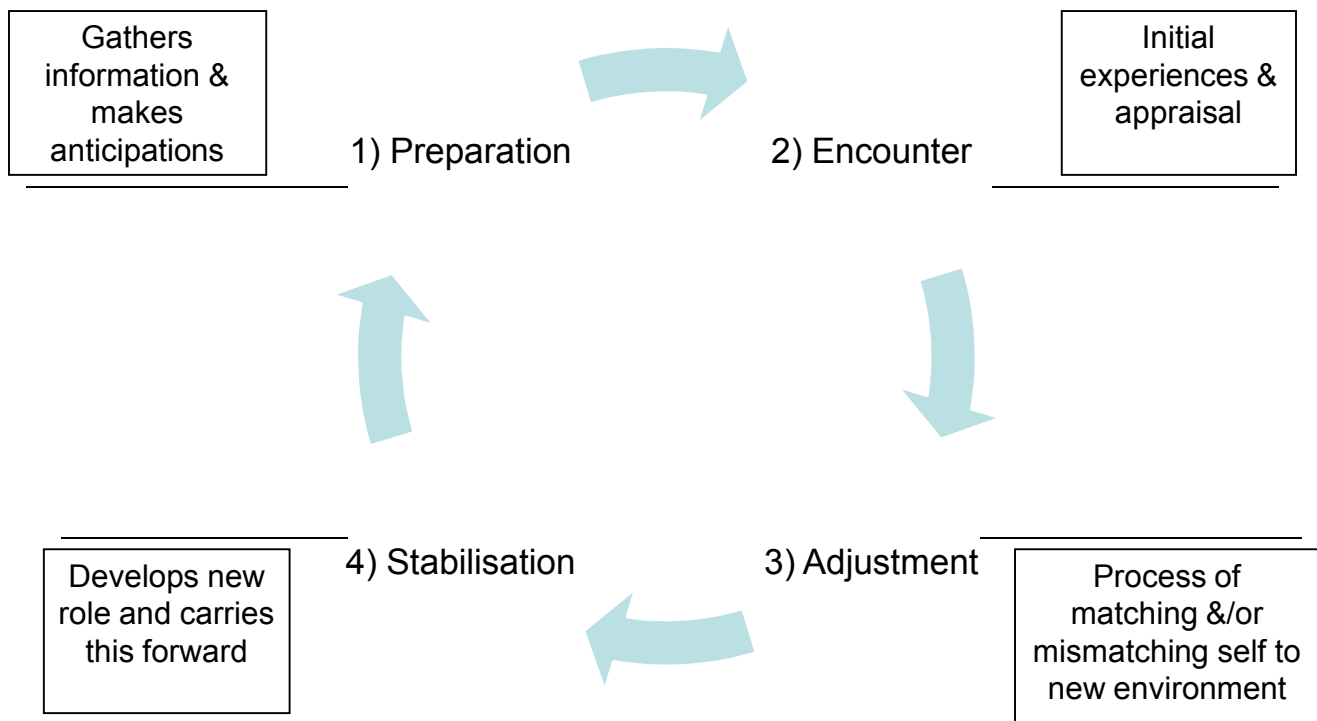 Gathers
information &
makes
anticipations
1) Preparation
2) Encounter
Initial
experiences &
appraisal
4) Stabilisation
3) Adjustment
Develops new
role and carries
this forward
Process of
matching &/or
mismatching self to
new environment